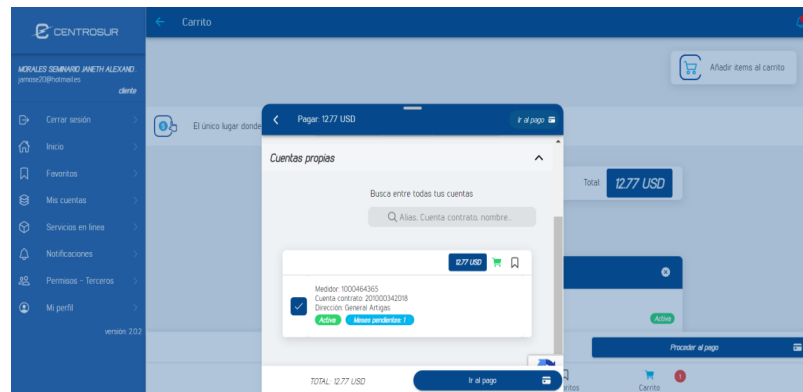 CENTROSUR
MORALES SEMINARIO JANETH ALEXAND...
jamose20@hotmail.es
cliente
Cerrar sesión
Inicio
Favoritos
Mis cuentas
Servicios en línea
Notificaciones
Permisos - Terceros
Mi perfil
versión 2.0.2
Carrito
Añadir items al carrito
El único lugar donde
Total
12.77 USD
Pagar: 12.77 USD
Ir al pago
Cuentas propias
Busca entre todas tus cuentas
Alias, Cuenta contrato, nombre...
12.77 USD
Medidor: 1000464365
Cuenta contrato: 201000342018
Dirección: General Artigas
Activa
Meses pendientes: 1
TOTAL: 12.77 USD
Ir al pago
Activa
Proceder al pago
oritos
Carrito
1